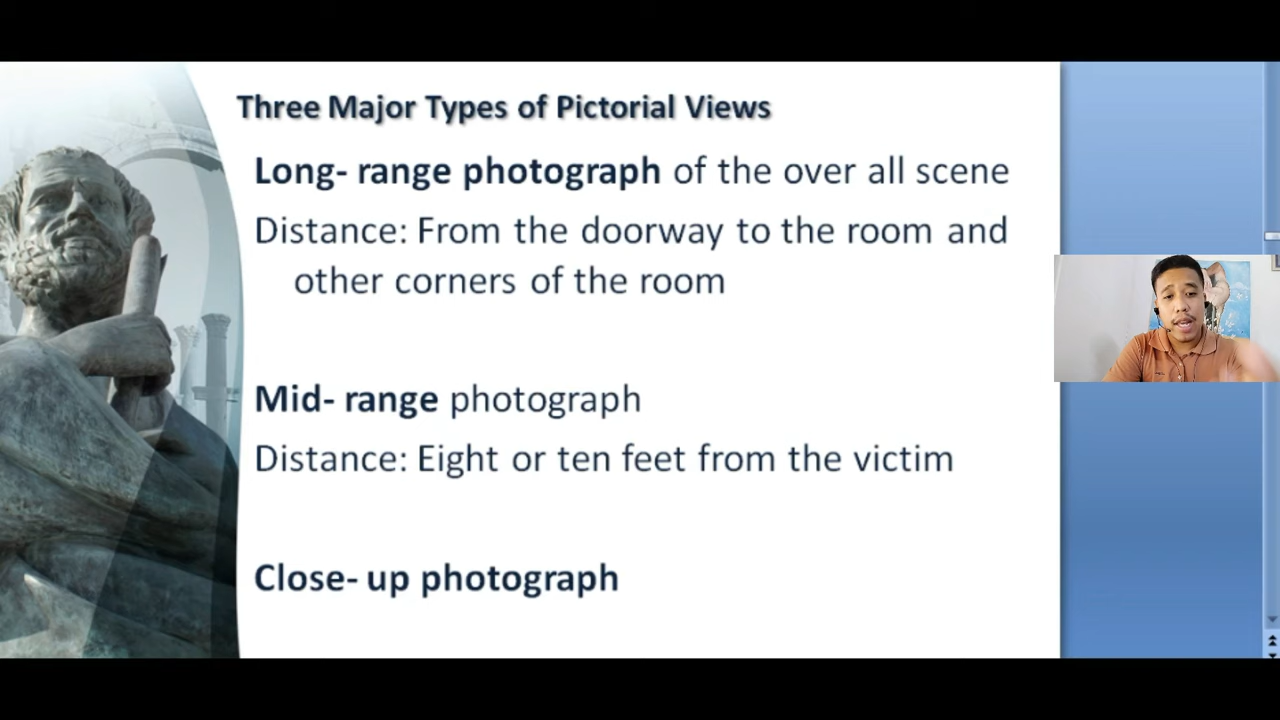 Three Major Types of Pictorial Views
Long- range photograph of the over all scene
Distance: From the doorway to the room and
other corners of the room
Mid- range photograph
Distance: Eight or ten feet from the victim
Close- up photograph